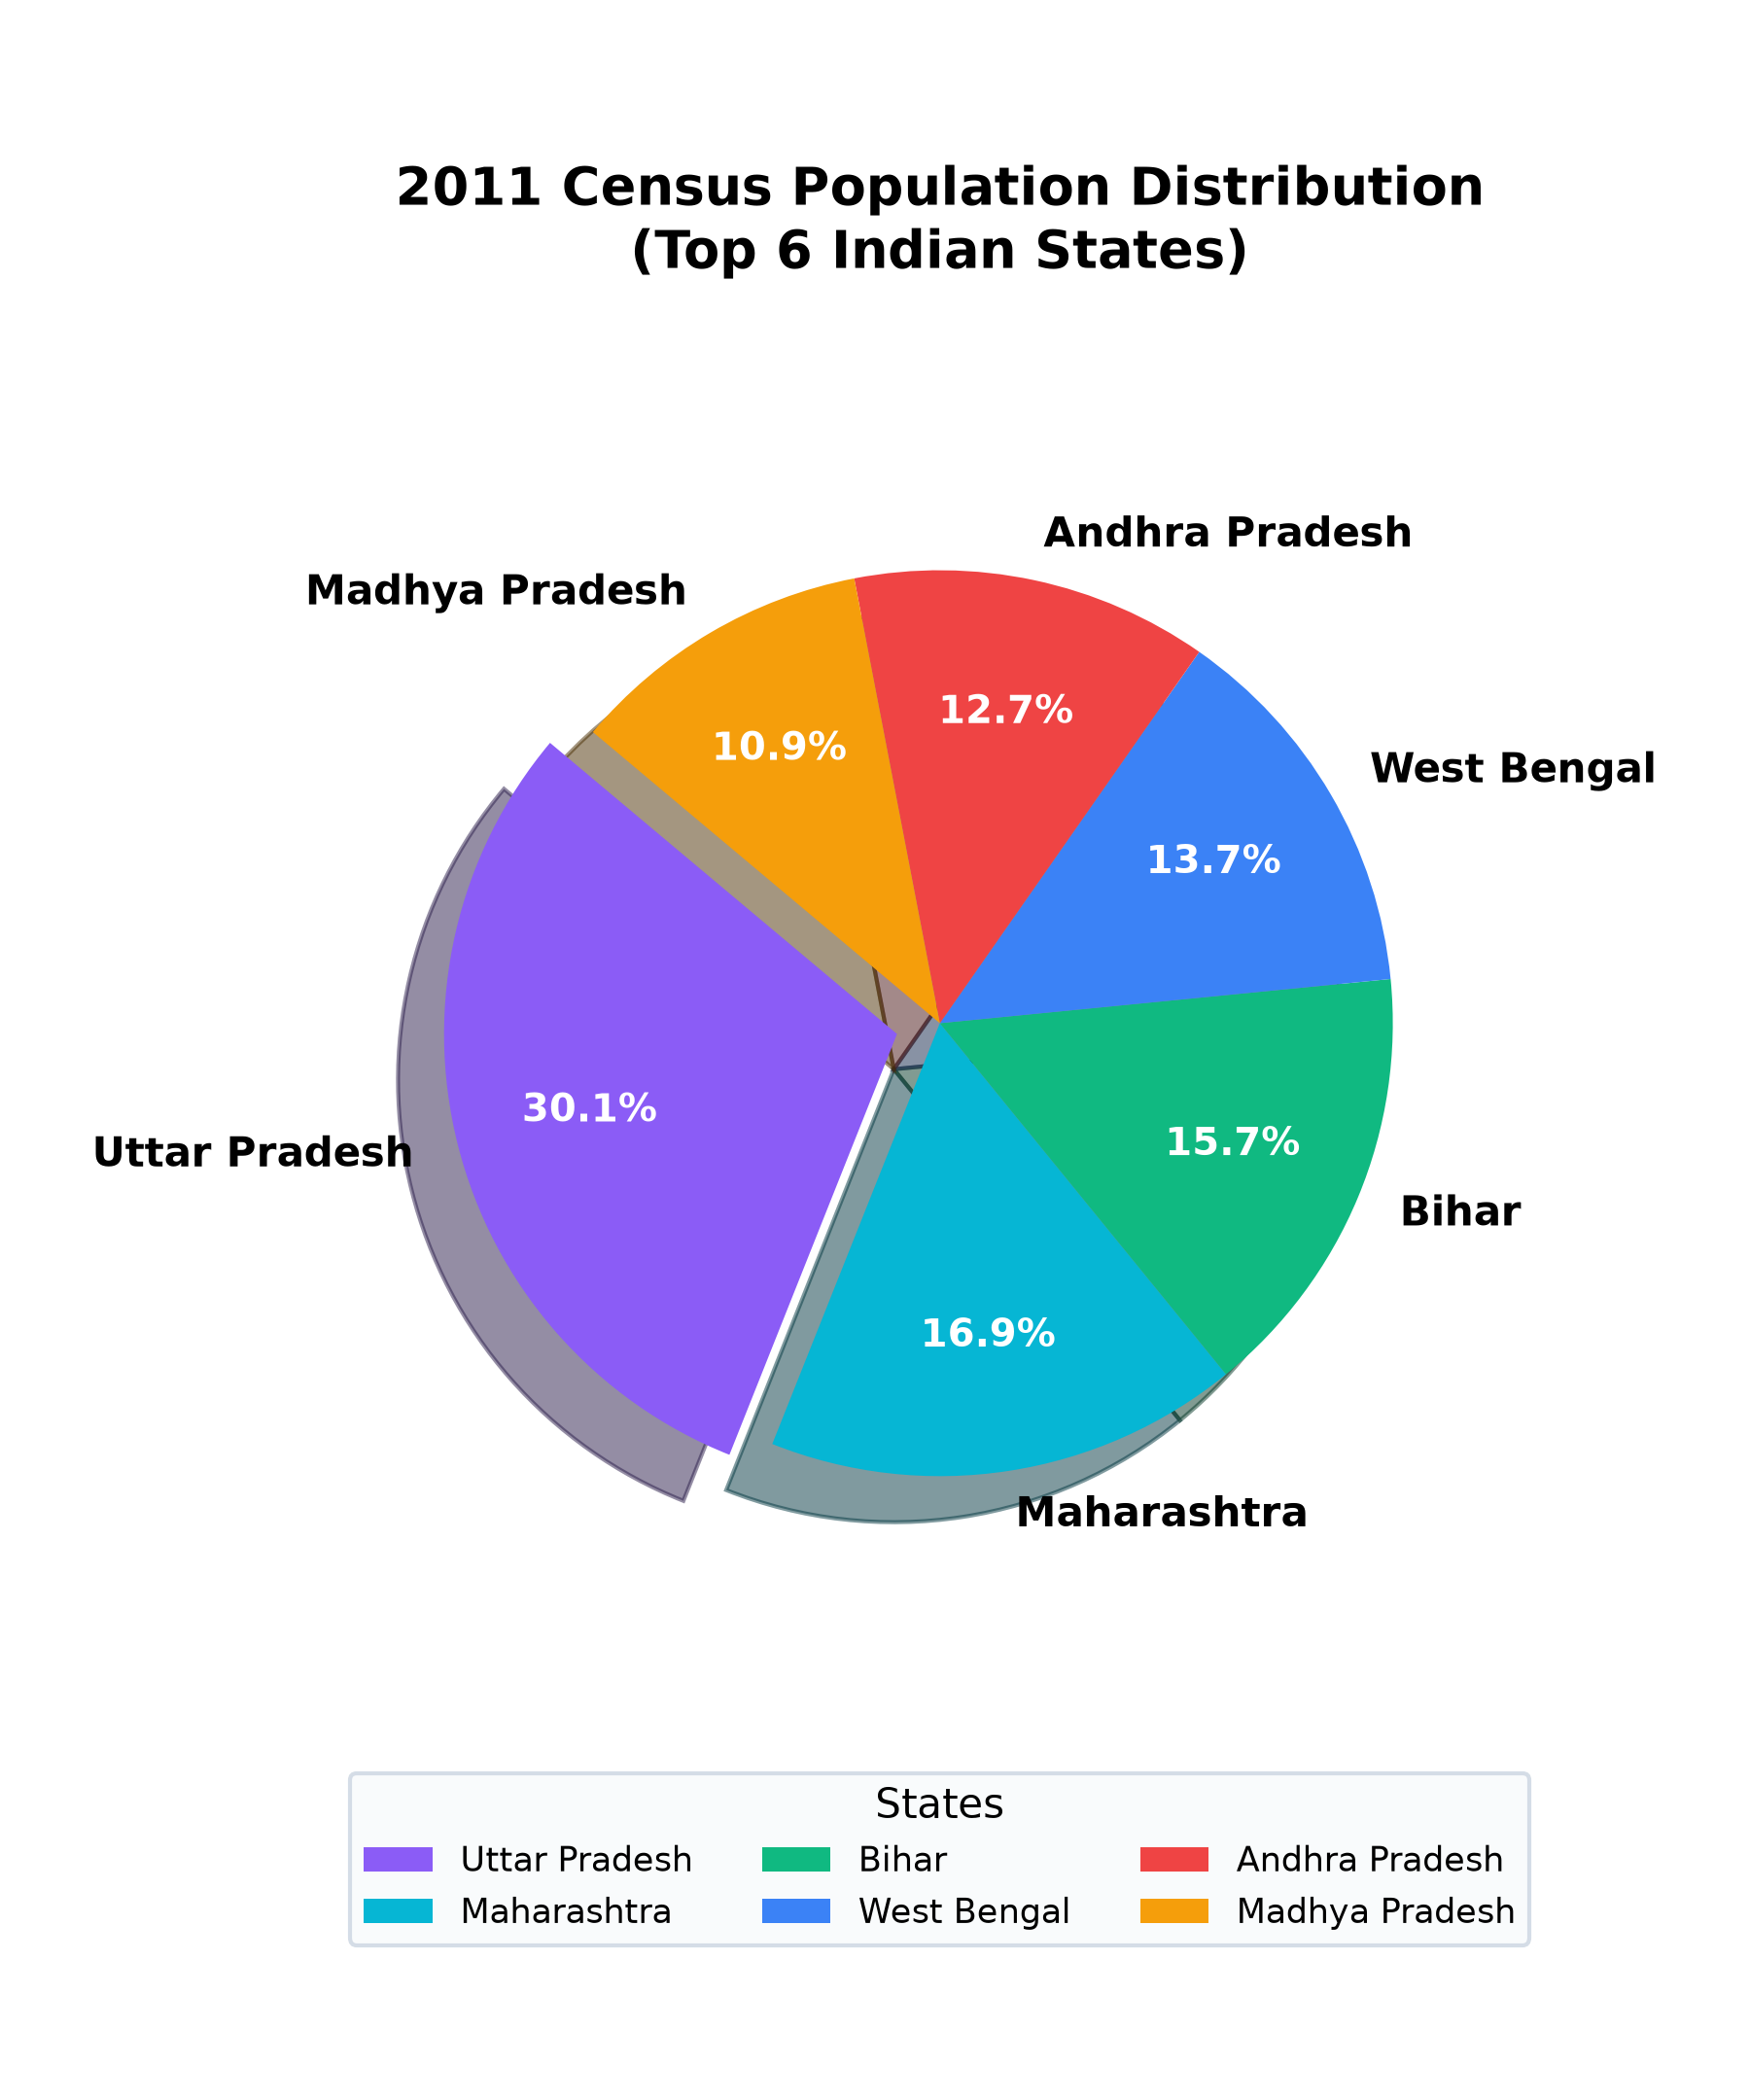 2011 Census Population Distribution
(Top 6 Indian States)
Andhra Pradesh
Madhya Pradesh
12.7%
10.9%
West Bengal
13.7%
30.1%
Uttar Pradesh
15.7%
Bihar
16.9%
Maharashtra
States
Uttar Pradesh
Bihar
Andhra Pradesh
Maharashtra
West Bengal
Madhya Pradesh